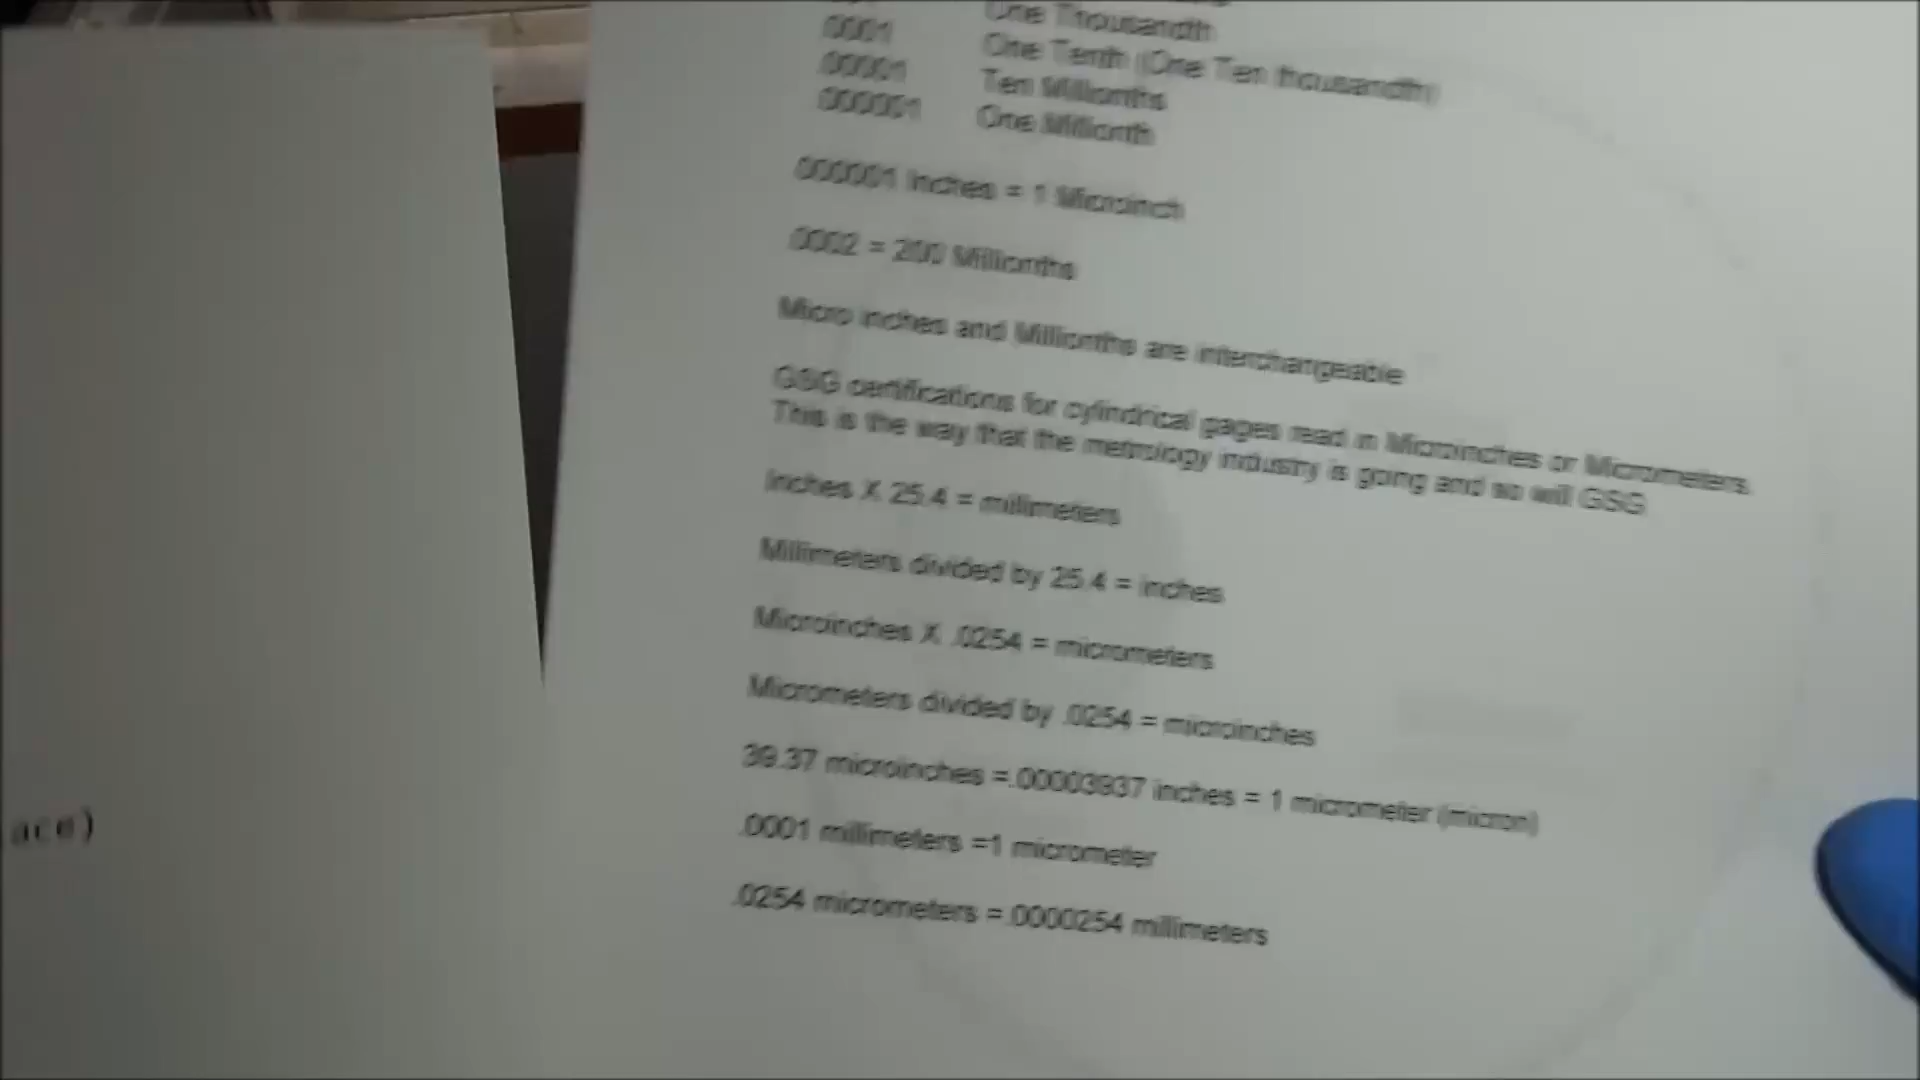 One Thousandth
.0001 One Tenth (One Ten thousandth)
.00001 Ten Millionths
.000001 One Millionth
.000001 Inches = 1 Microinch
.0002 = 200 Millionths
Micro inches and Millionths are interchangeable
GSG certifications for cylindrical gages read in Microinches or Micrometers.
This is the way that the metrology industry is going and so will GSG
Inches X 25.4 = millimeters
Millimeters divided by 25.4 = inches
Microinches X .0254 = micrometers
Micrometers divided by .0254 = microinches
39.37 microinches =.00003937 inches = 1 micrometer (micron)
.0001 millimeters =1 micrometer
.0254 micrometers =.0000254 millimeters
ace)